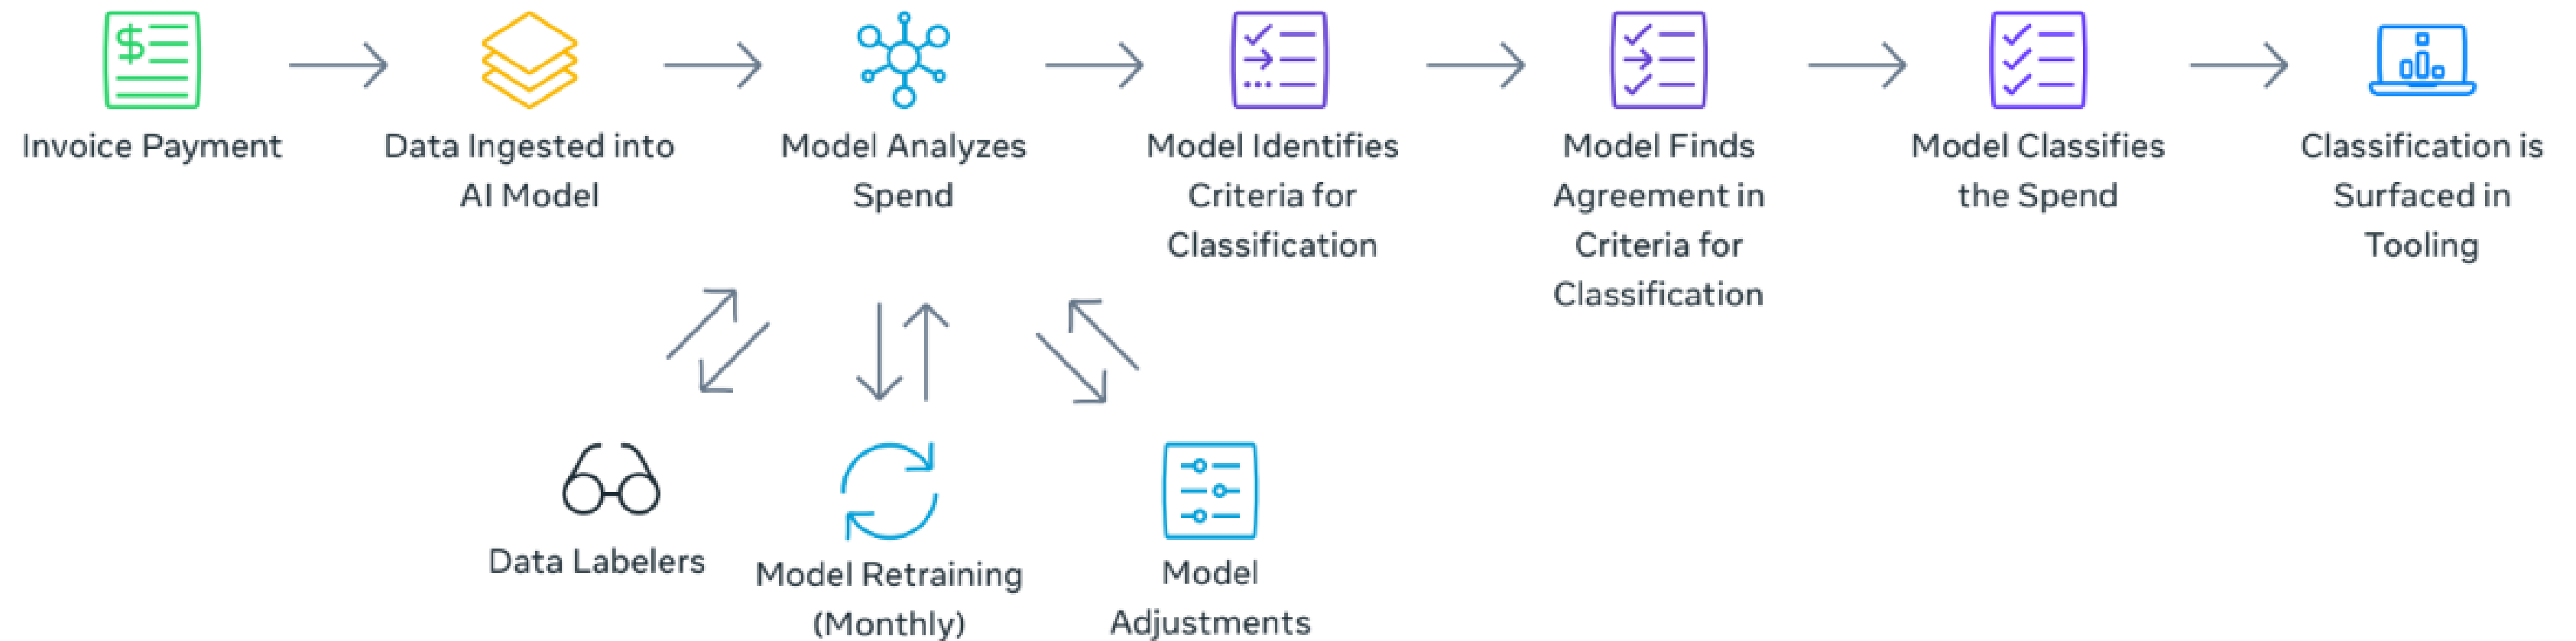 $
Invoice Payment
Data Ingested into
AI Model
Model Analyzes
Spend
Model Identifies
Criteria for
Classification
Model Finds
Agreement in
Criteria for
Classification
Model Classifies
the Spend
Classification is
Surfaced in
Tooling
Data Labelers
Model Retraining
(Monthly)
Model
Adjustments